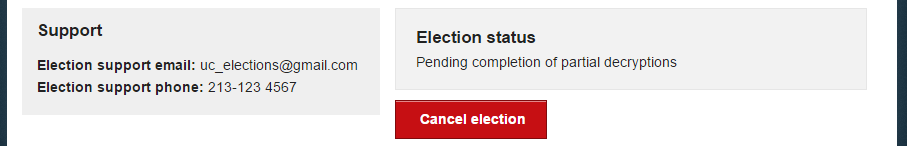 Support
Election support email: uc_elections@gmail.com
Election support phone: 213-123 4567
Election status
Pending completion of partial decryptions
Cancel election